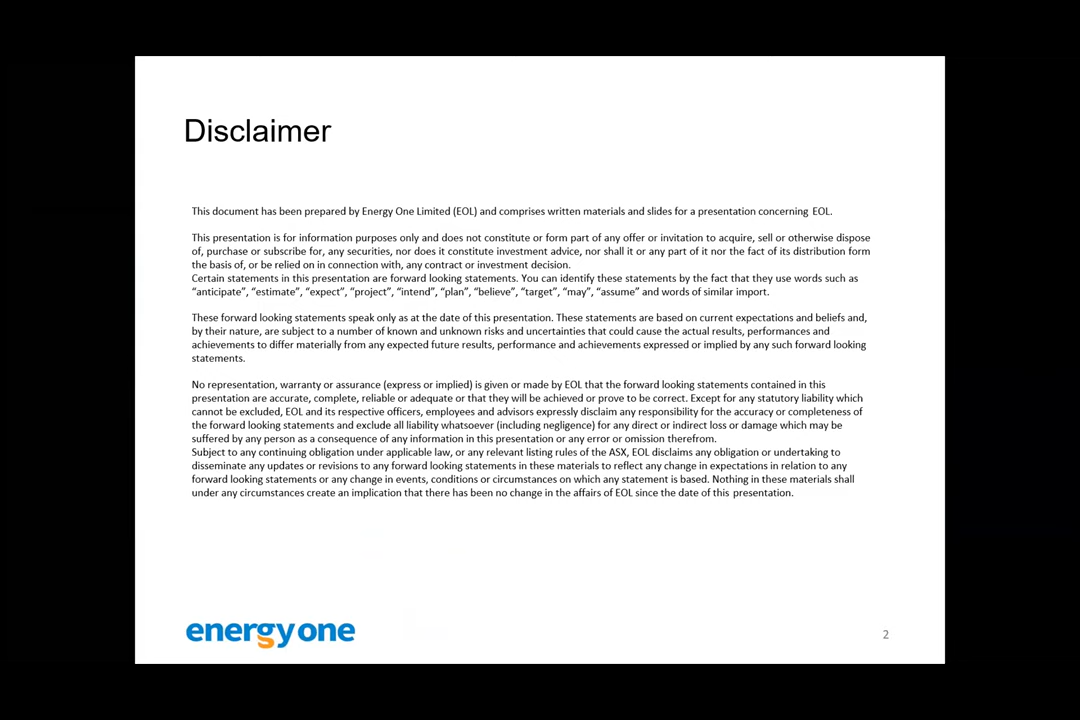 Disclaimer
This document has been prepared by Energy One Limited (EOL) and comprises written materials and slides for a presentation concerning EOL.
This presentation is for information purposes only and does not constitute or form part of any offer or invitation to acquire, sell or otherwise dispose
of, purchase or subscribe for, any securities, nor does it constitute investment advice, nor shall it or any part of it nor the fact of its distribution form
the basis of, or be relied on in connection with, any contract or investment decision.
Certain statements in this presentation are forward looking statements. You can identify these statements by the fact that they use words such as
“anticipate”, “estimate”, “expect”, “project”, “intend”, “plan”, “believe”, “target”, “may”, “assume” and words of similar import.
These forward looking statements speak only as at the date of this presentation. These statements are based on current expectations and beliefs and,
by their nature, are subject to a number of known and unknown risks and uncertainties that could cause the actual results, performances and
achievements to differ materially from any expected future results, performance and achievements expressed or implied by any such forward looking
statements.
No representation, warranty or assurance (express or implied) is given or made by EOL that the forward looking statements contained in this
presentation are accurate, complete, reliable or adequate or that they will be achieved or prove to be correct. Except for any statutory liability which
cannot be excluded, EOL and its respective officers, employees and advisors expressly disclaim any responsibility for the accuracy or completeness of
the forward looking statements and exclude all liability whatsoever (including negligence) for any direct or indirect loss or damage which may be
suffered by any person as a consequence of any information in this presentation or any error or omission therefrom.
Subject to any continuing obligation under applicable law, or any relevant listing rules of the ASX, EOL disclaims any obligation or undertaking to
disseminate any updates or revisions to any forward looking statements in these materials to reflect any change in expectations in relation to any
forward looking statements or any change in events, conditions or circumstances on which any statement is based. Nothing in these materials shall
under any circumstances create an implication that there has been no change in the affairs of EOL since the date of this presentation.
energyone
2